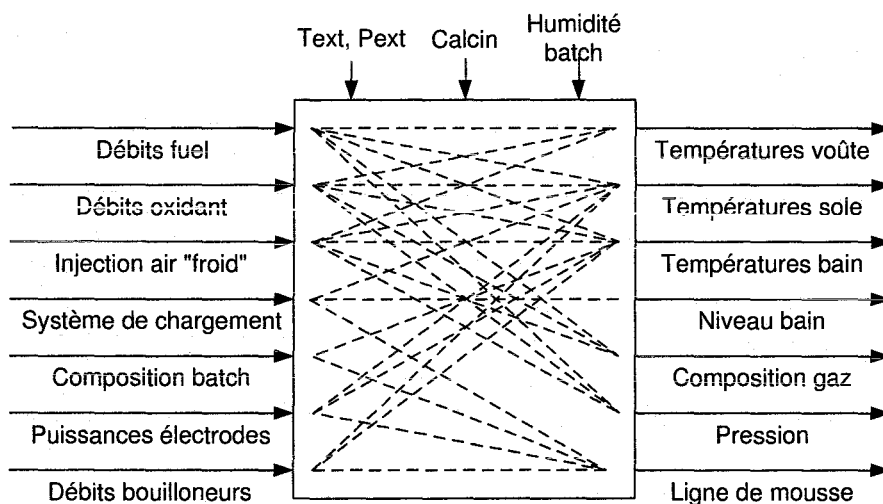 Text, Pext Calcin Humidité
batch
Débits fuel Températures voûte
Débits oxidant Températures sole
Injection air "froid" Températures bain
Système de chargement Niveau bain
Composition batch Composition gaz
Puissances électrodes Pression
Débits bouilloneurs Ligne de mousse